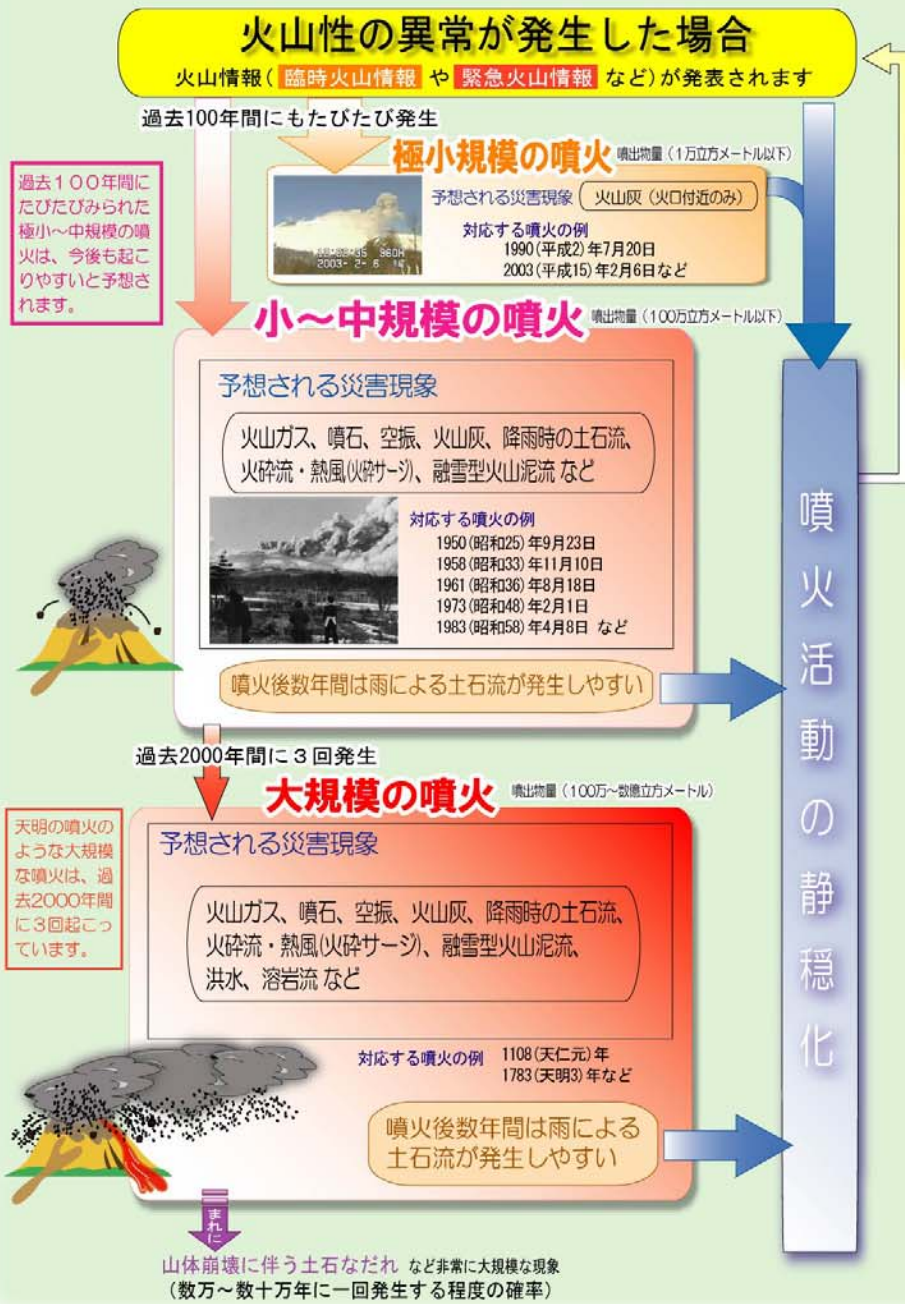 火山性の異常が発生した場合
火山情報（臨時火山情報 や 緊急火山情報 など）が発表されます
過去100年間にもたびたび発生
極小規模の噴火 噴出物量（1万立方メートル以下）
予想される災害現象 火山灰（火口付近のみ）
対応する噴火の例
1990(平成2)年7月20日
2003(平成15)年2月6日など
2003- 2- 6
過去１００年間に
たびたびみられた
極小～中規模の噴
火は、今後も起こ
りやすいと予想さ
れます。
小～中規模の噴火 噴出物量（100万立方メートル以下）
予想される災害現象
火山ガス、噴石、空振、火山灰、降雨時の土石流、
火砕流・熱風(火砕サージ)、融雪型火山泥流 など
対応する噴火の例
1950(昭和25)年9月23日
1958(昭和33)年11月10日
1961(昭和36)年8月18日
1973(昭和48)年2月1日
1983(昭和58)年4月8日 など
噴火後数年間は雨による土石流が発生しやすい
過去2000年間に３回発生
大規模の噴火 噴出物量（100万～数億立方メートル）
天明の噴火の
ような大規模
な噴火は、過
去2000年間
に３回起こっ
ています。
予想される災害現象
火山ガス、噴石、空振、火山灰、降雨時の土石流、
火砕流・熱風(火砕サージ)、融雪型火山泥流、
洪水、溶岩流 など
対応する噴火の例 1108(天仁元)年
1783(天明3)年など
噴火後数年間は雨による
土石流が発生しやすい
まれに
山体崩壊に伴う土石なだれ など非常に大規模な現象
(数万～数十万年に一回発生する程度の確率)
噴火活動の静穏化